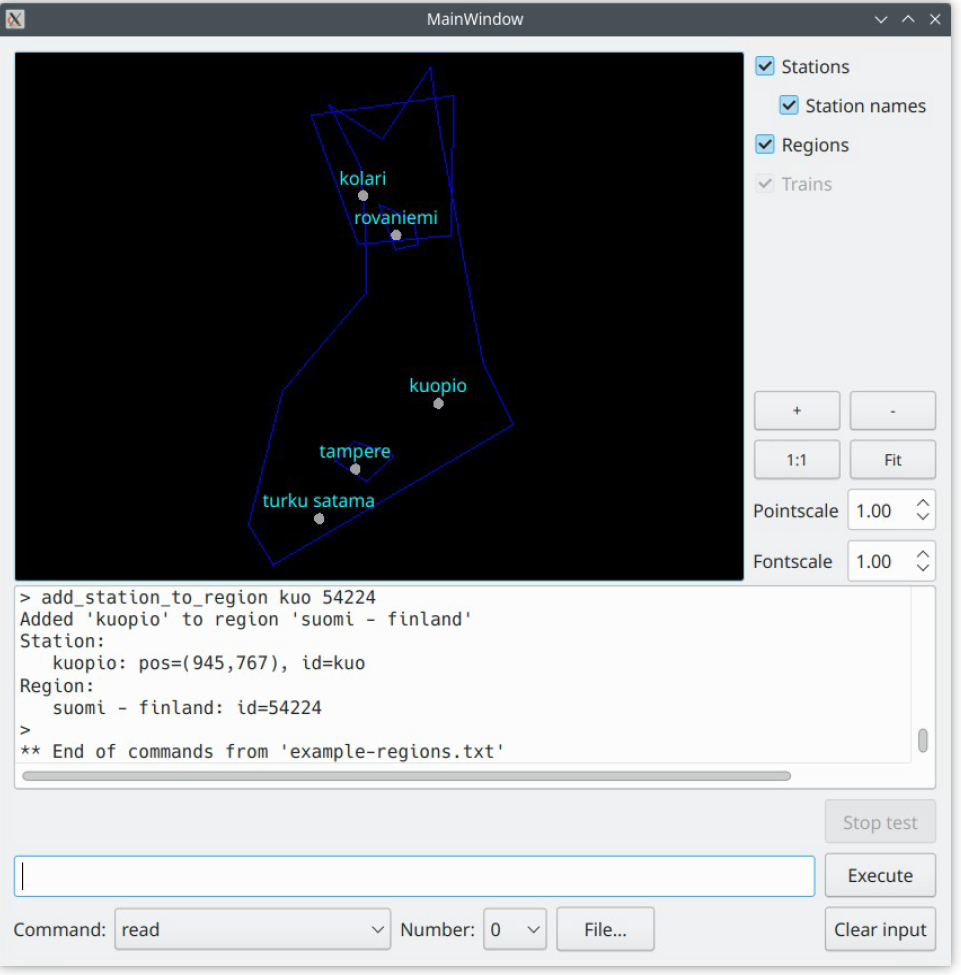 MainWindow
Stations
Station names
Regions
Trains
kolari
rovaniemi
kuopio
tampere
turku satama
+ -
1:1 Fit
Pointscale 1.00
Fontscale 1.00
> add_station_to_region kuo 54224
Added 'kuopio' to region 'suomi - finland'
Station:
kuopio: pos=(945,767), id=kuo
Region:
suomi - finland: id=54224
>
** End of commands from 'example-regions.txt'
Stop test
Execute
Command: read Number: 0 File... Clear input